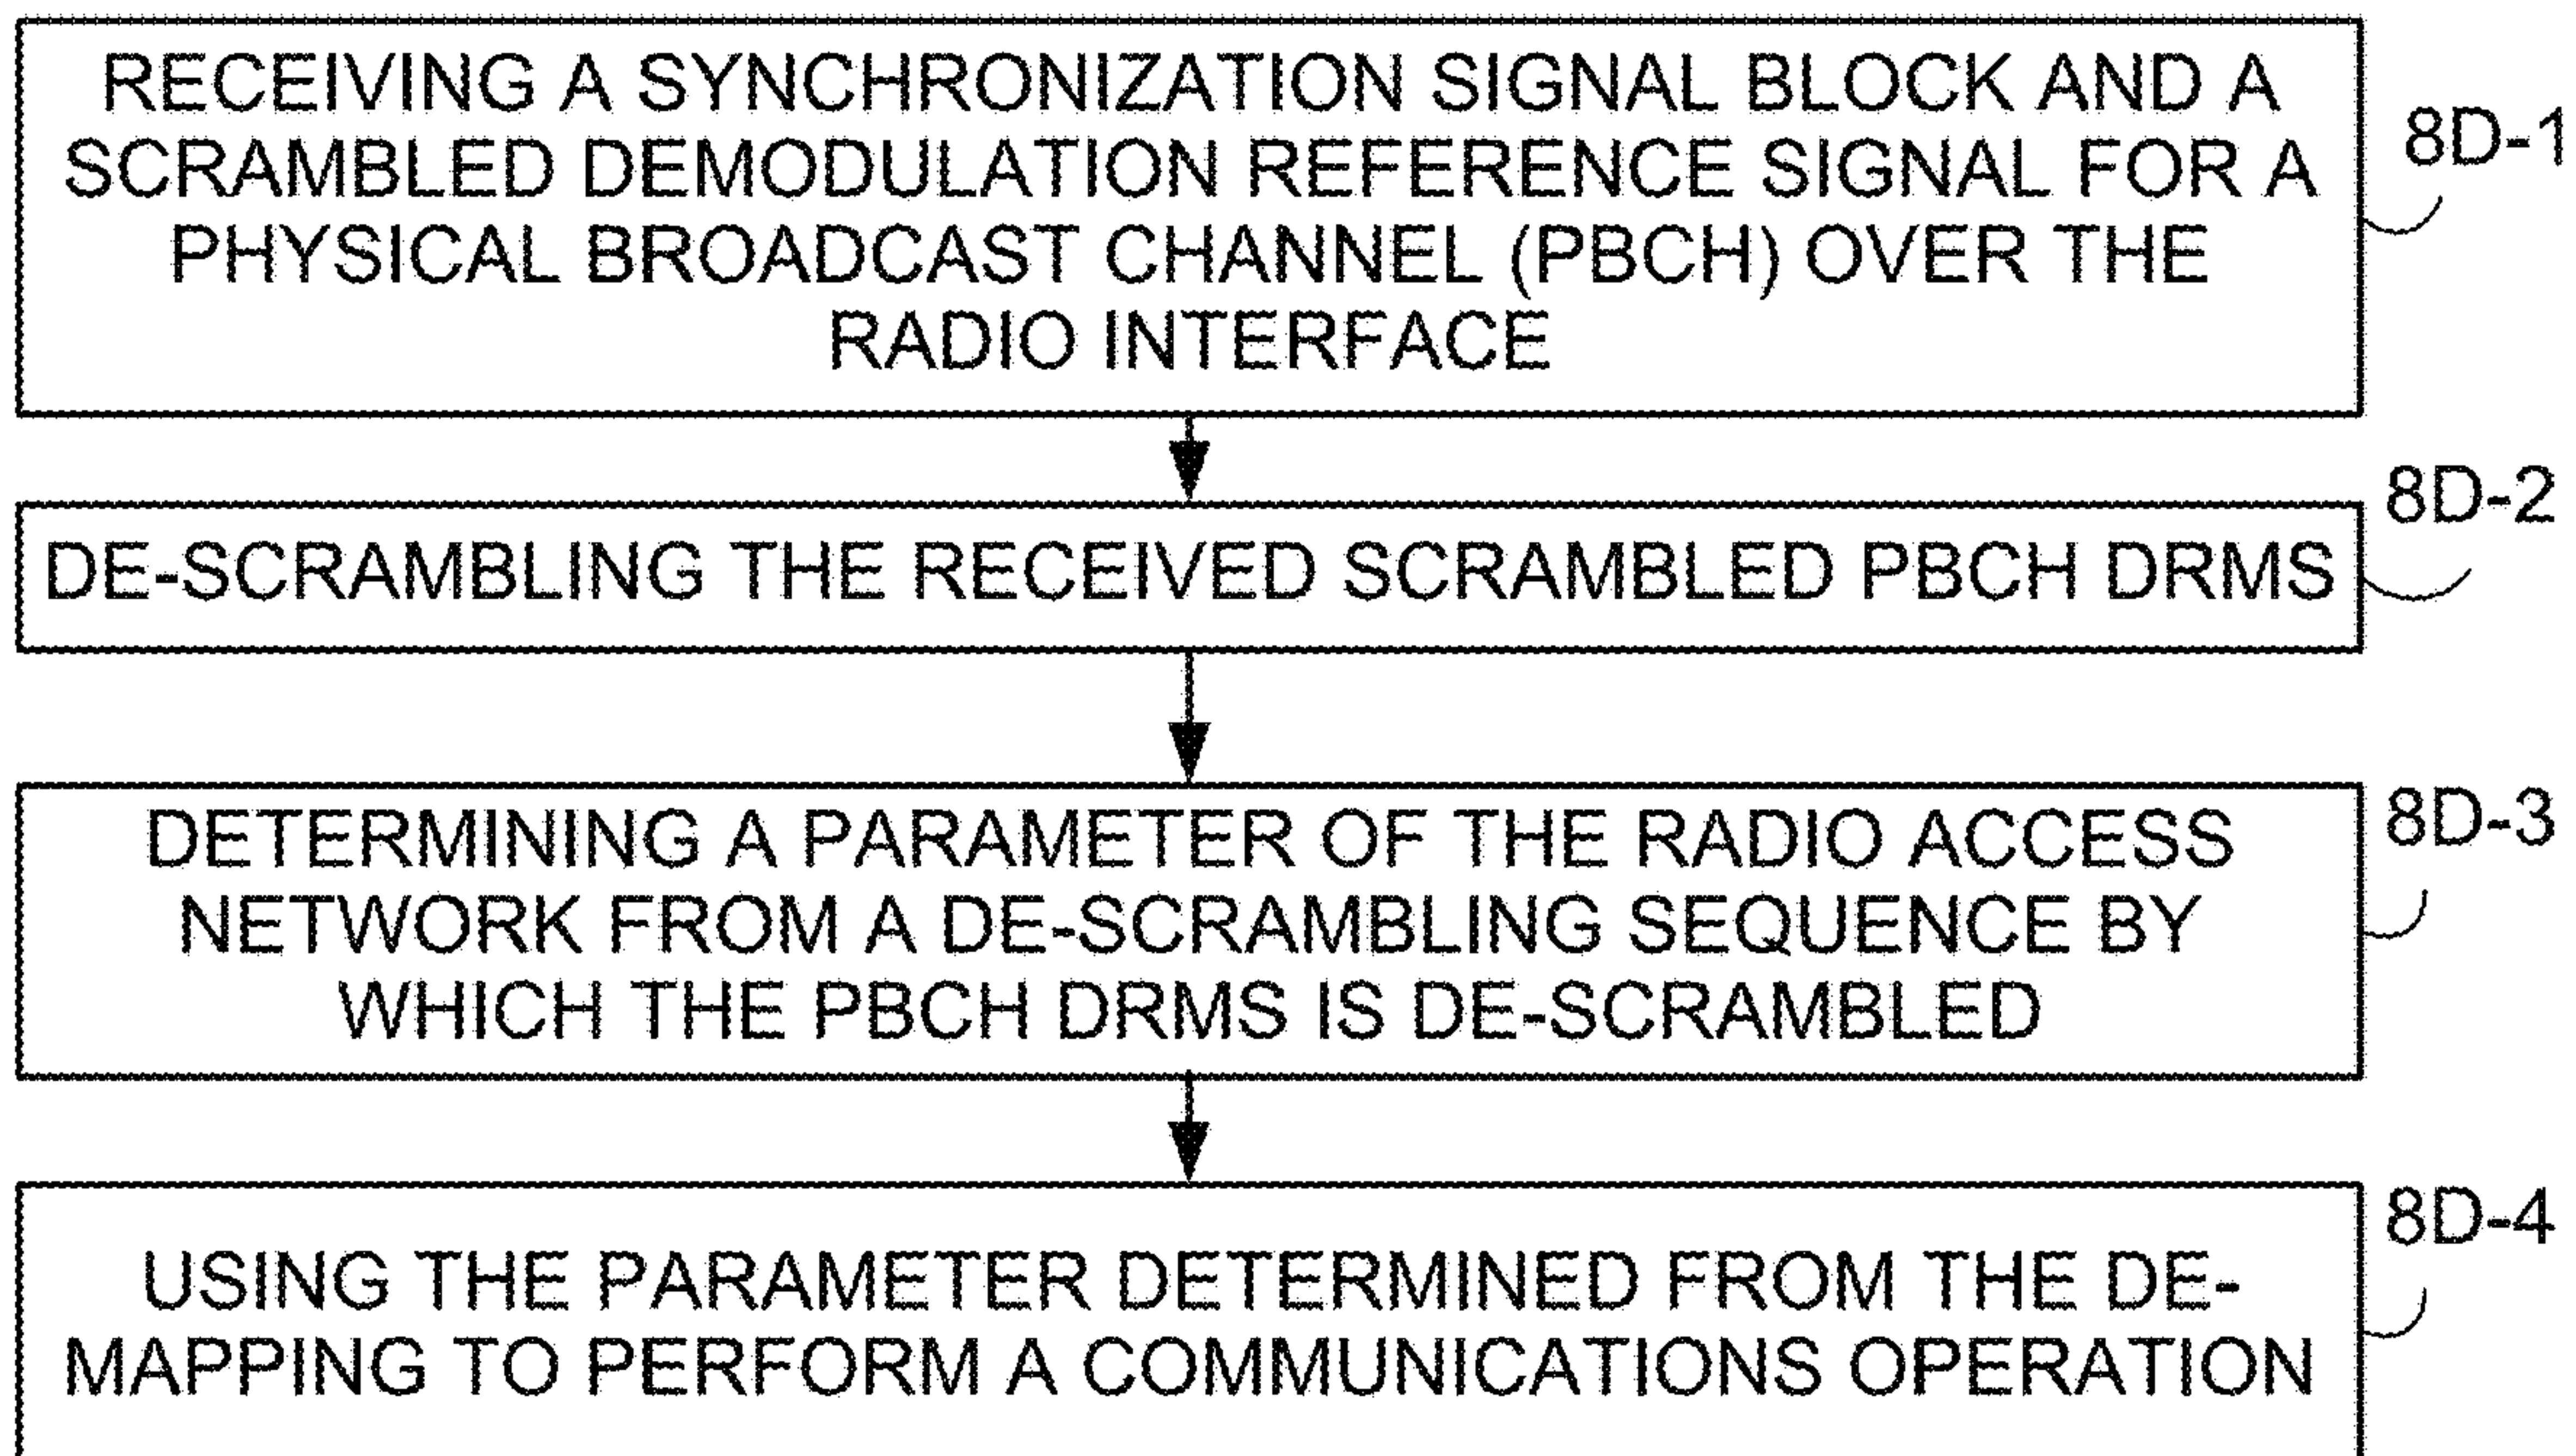 RECEIVING A SYNCHRONIZATION SIGNAL BLOCK AND A
SCRAMBLED DEMODULATION REFERENCE SIGNAL FOR A
PHYSICAL BROADCAST CHANNEL (PBCH) OVER THE
RADIO INTERFACE
8D-1
8D-2
DE-SCRAMBLING THE RECEIVED SCRAMBLED PBCH DRMS
8D-3
DETERMINING A PARAMETER OF THE RADIO ACCESS
NETWORK FROM A DE-SCRAMBLING SEQUENCE BY
WHICH THE PBCH DRMS IS DE-SCRAMBLED
8D-4
USING THE PARAMETER DETERMINED FROM THE DE-
MAPPING TO PERFORM A COMMUNICATIONS OPERATION